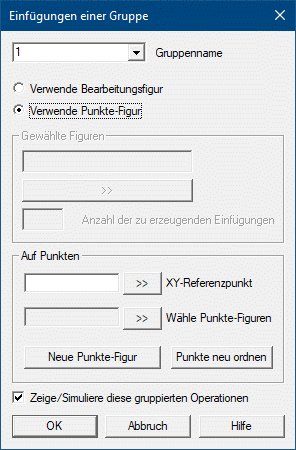 Einfügungen einer Gruppe
1 Gruppenname
Verwende Bearbeitungsfigur
Verwende Punkte-Figur
Gewählte Figuren
>>
Anzahl der zu erzeugenden Einfügungen
Auf Punkten
>> XY-Referenzpunkt
>> Wähle Punkte-Figuren
Neue Punkte-Figur Punkte neu ordnen
Zeige/Simuliere diese gruppierten Operationen
OK Abbruch Hilfe